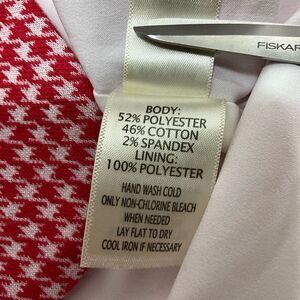 FISKAR
BODY:
52% POLYESTER
46% COTTON
2% SPANDEX
LINING:
100% POLYESTER
HAND WASH COLD
ONLY NON-CHLORINE BLEACH
WHEN NEEDED
LAY FLAT TO DRY
COOL IRON IF NECESSARY